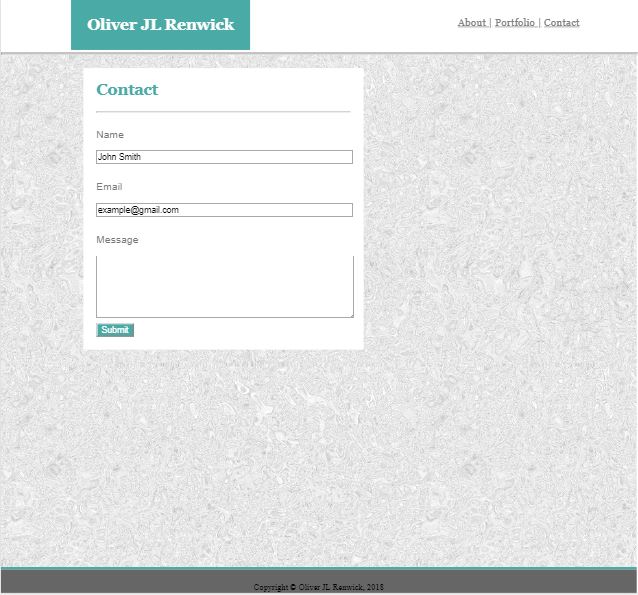 Oliver JL Renwick
About | Portfolio | Contact
Contact
Name
John Smith
Email
example@gmail.com
Message
Submit
Copyright © Oliver JL Renwick, 2018